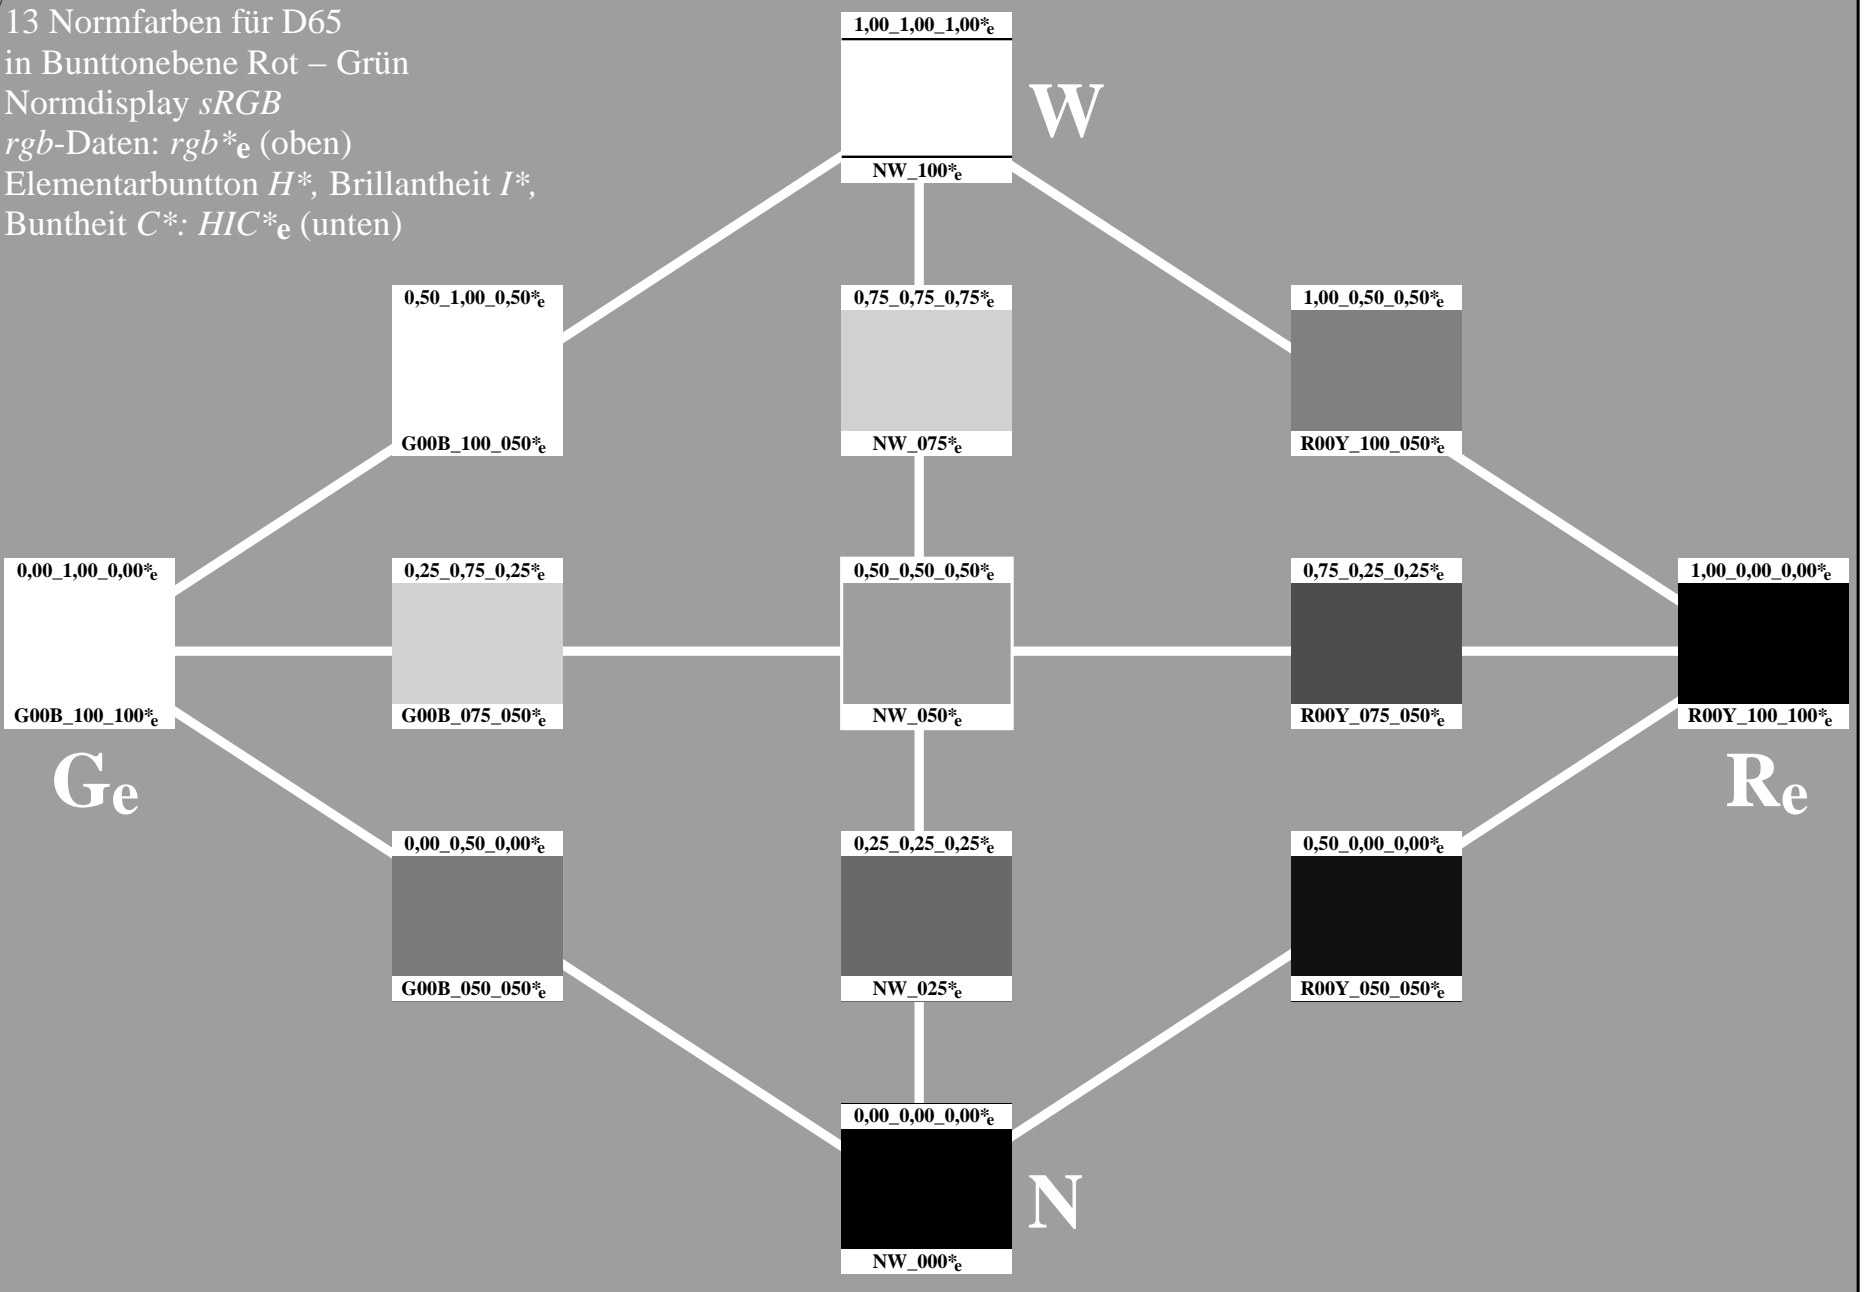 13 Normfarben für D65
in Bunttonebene Rot – Grün
Normdisplay sRGB
rgb-Daten: rgb*e (oben)
Elementarbuntton H*, Brillantheit I*,
Buntheit C*: HIC*e (unten)
1,00_1,00_1,00*e
W
NW_100*e
0,50_1,00_0,50*e
G00B_100_050*e
0,75_0,75_0,75*e
NW_075*e
1,00_0,50_0,50*e
R00Y_100_050*e
0,00_1,00_0,00*e
G00B_100_100*e
Ge
0,25_0,75_0,25*e
G00B_075_050*e
0,50_0,50_0,50*e
NW_050*e
0,75_0,25_0,25*e
R00Y_075_050*e
1,00_0,00_0,00*e
R00Y_100_100*e
Re
0,00_0,50_0,00*e
G00B_050_050*e
0,25_0,25_0,25*e
NW_025*e
0,50_0,00_0,00*e
R00Y_050_050*e
0,00_0,00_0,00*e
N
NW_000*e